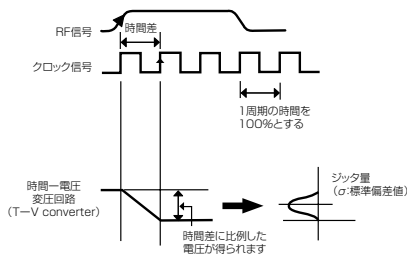 RF信号
時間差
クロック信号
1周期の時間を
100%とする
時間ー電圧
変圧回路
(T－V converter)
ジッタ量
(σ:標準偏差値)
時間差に比例した
電圧が得られます